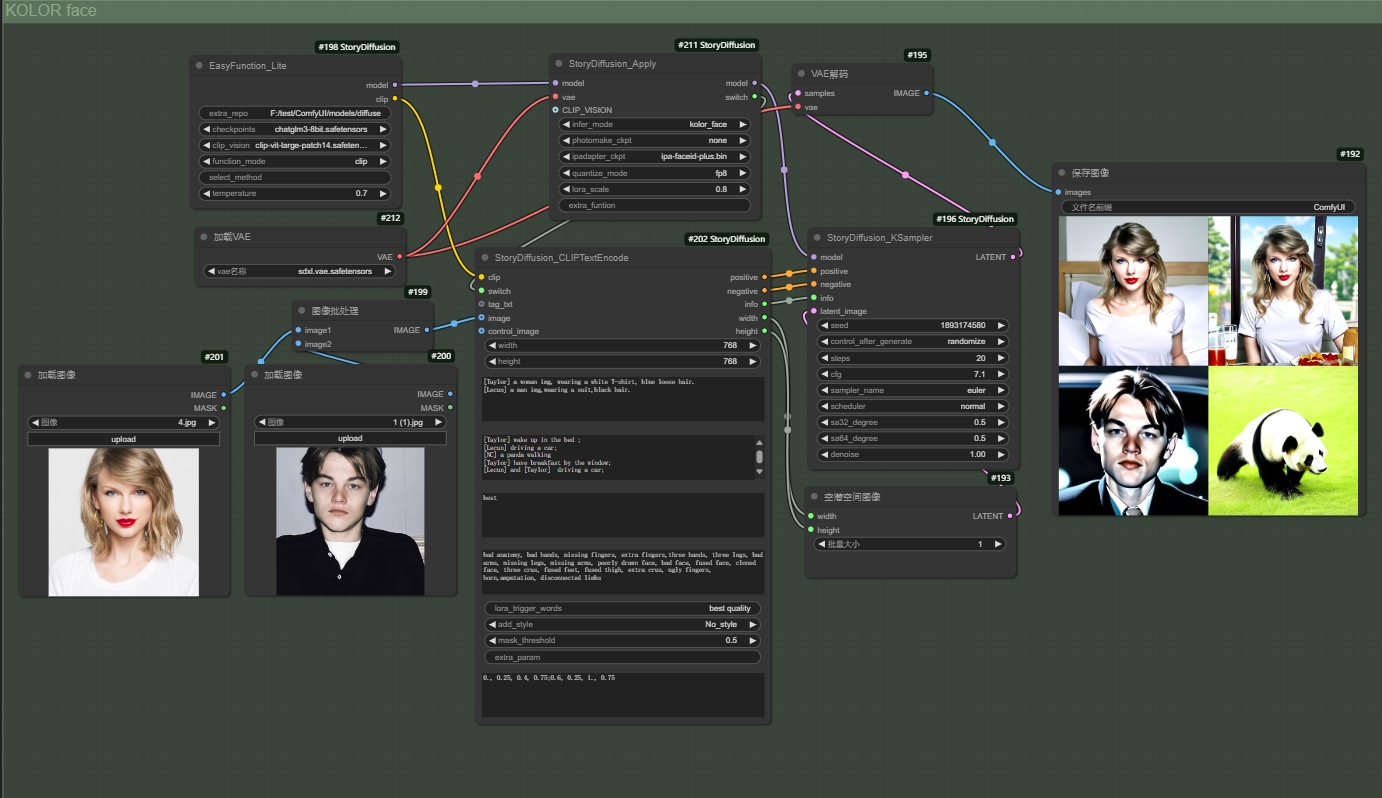 KOLOR face
#198 StoryDiffusion
EasyFunction_Lite
model
clip
extra_repo F:/test/ComfyUI/models/diffuse
checkpoints chatglm3-8bit.safetensors
clip_vision clip-vit-large-patch14.safeten...
function_mode clip
select_method
temperature 0.7
#212
加载VAE
VAE
vae名称 sdxl.vae.safetensors
#199
图像批处理
image1 IMAGE
image2
#201
加载图像
IMAGE
MASK
图像 4.jpg
upload
#200
加载图像
IMAGE
MASK
图像 1 (1).jpg
upload
#211 StoryDiffusion
StoryDiffusion_Apply
model model
vae switch
CLIP_VISION
infer_mode kolor_face
photomake_ckpt none
ipadapter_ckpt ipa-faceid-plus.bin
quantize_mode fp8
lora_scale 0.8
extra_funtion
#202 StoryDiffusion
StoryDiffusion_CLIPTextEncode
clip positive
switch negative
tag_txt info
image width
control_image height
width 768
height 768
[Taylor] a woman ing, wearing a white T-shirt, blue loose hair.
[Lecun] a man ing,wearing a suit,black hair.
[Taylor] wake up in the bed ;
[Lecun] driving a car;
[NC] a panda walking
[Taylor] have breakfast by the window;
[Lecun] and [Taylor] driving a car;
best
bad anatomy, bad hands, missing fingers, extra fingers,three hands, three legs, bad
arms, missing legs, missing arms, poorly drawn face, bad face, fused face, cloned
face, three crus, fused feet, fused thigh, extra crus, ugly fingers,
horn,amputation, disconnected limbs
lora_trigger_words best quality
add_style No_style
mask_threshold 0.5
extra_param
0., 0.25, 0.4, 0.75;0.6, 0.25, 1., 0.75
#195
VAE解码
samples IMAGE
vae
#196 StoryDiffusion
StoryDiffusion_KSampler
model LATENT
positive
negative
info
latent_image
seed 1893174580
control_after_generate randomize
steps 20
cfg 7.1
sampler_name euler
scheduler normal
sa32_degree 0.5
sa64_degree 0.5
denoise 1.00
#193
空潜空间图像
width LATENT
height
批量大小 1
#192
保存图像
images
文件名前缀 ComfyUI